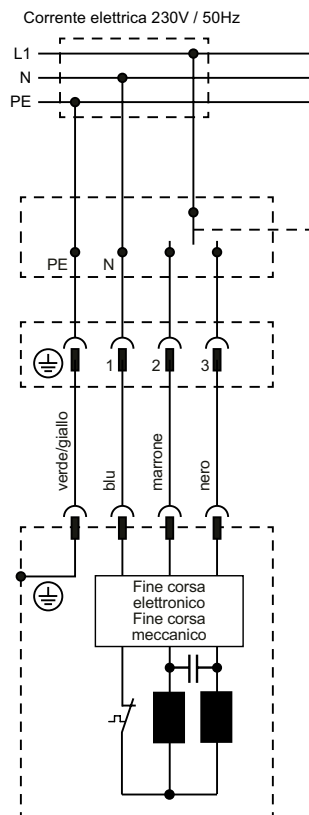 Corrente elettrica 230V / 50Hz
L1
N
PE
PE N
1 2 3
verde/giallo
blu
marrone
nero
Fine corsa
elettronico
Fine corsa
meccanico